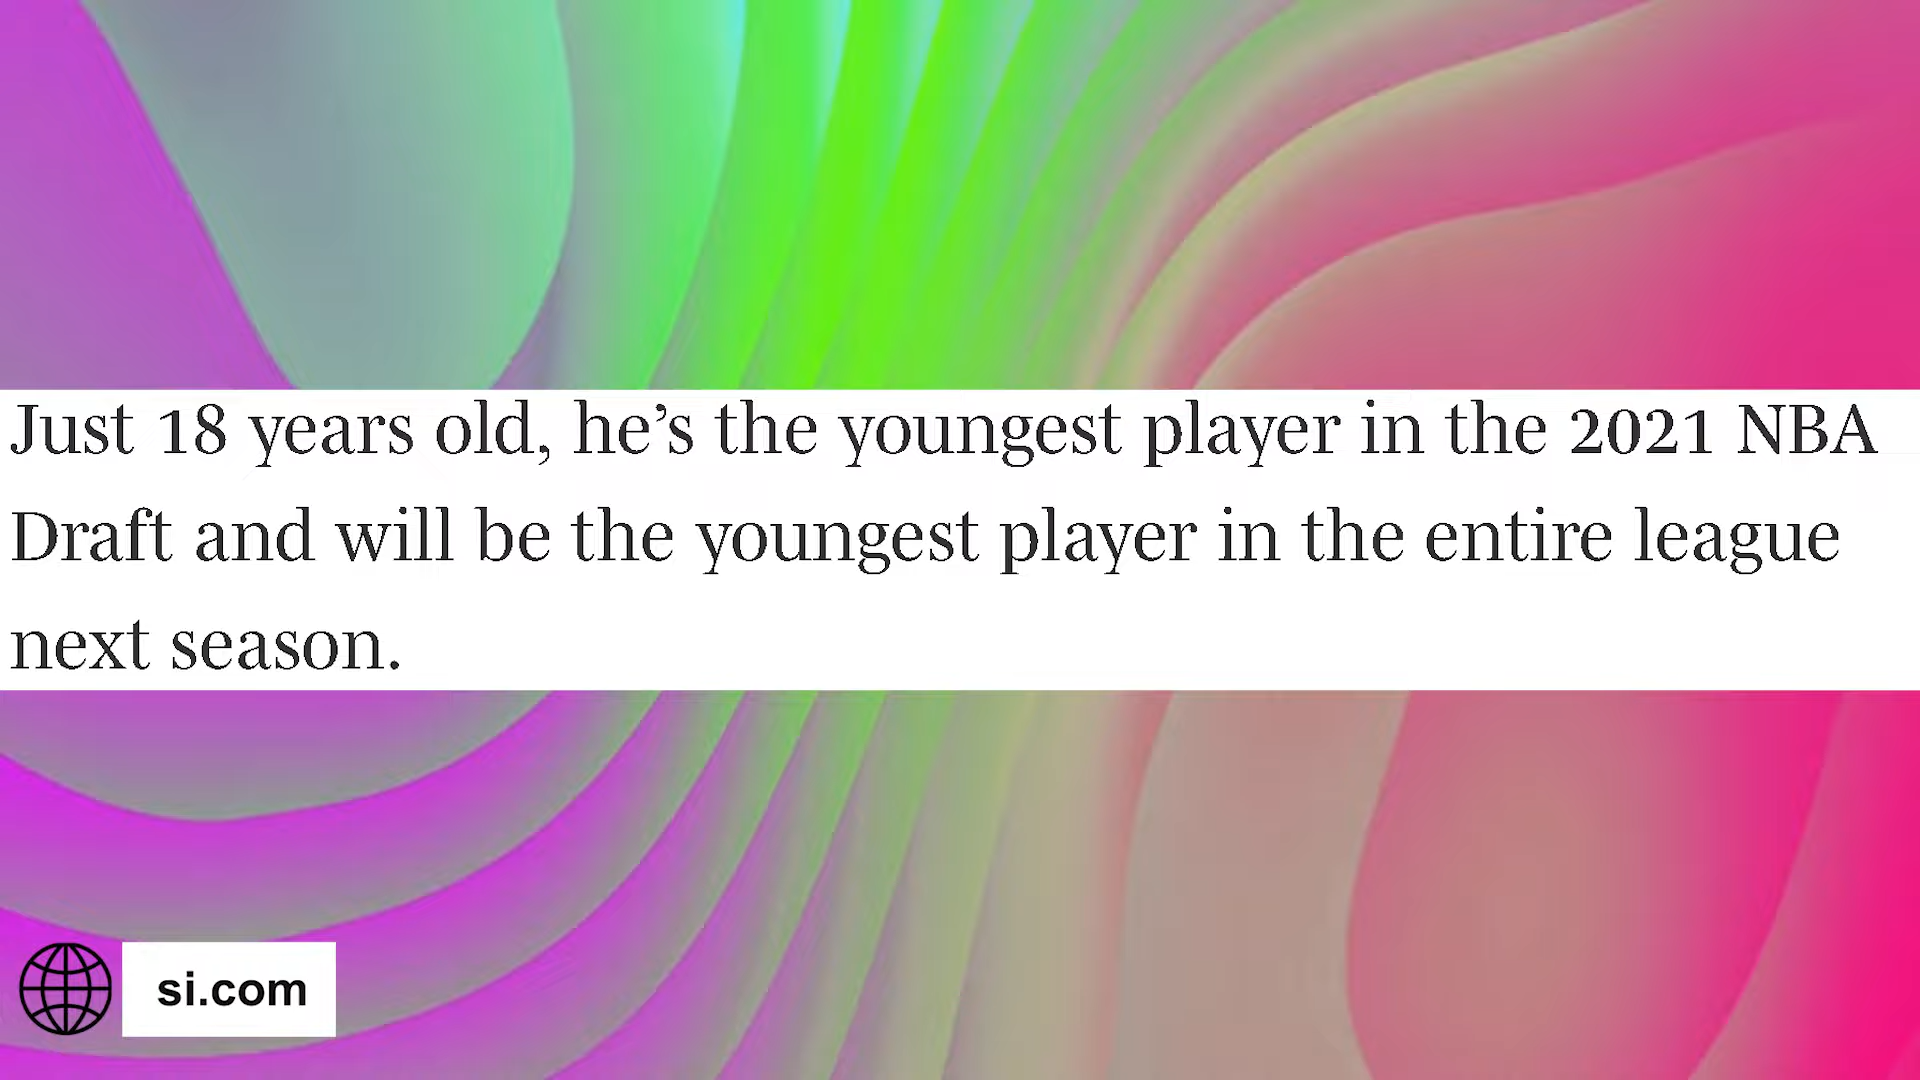 Just 18 years old, he’s the youngest player in the 2021 NBA
Draft and will be the youngest player in the entire league
next season.
si.com